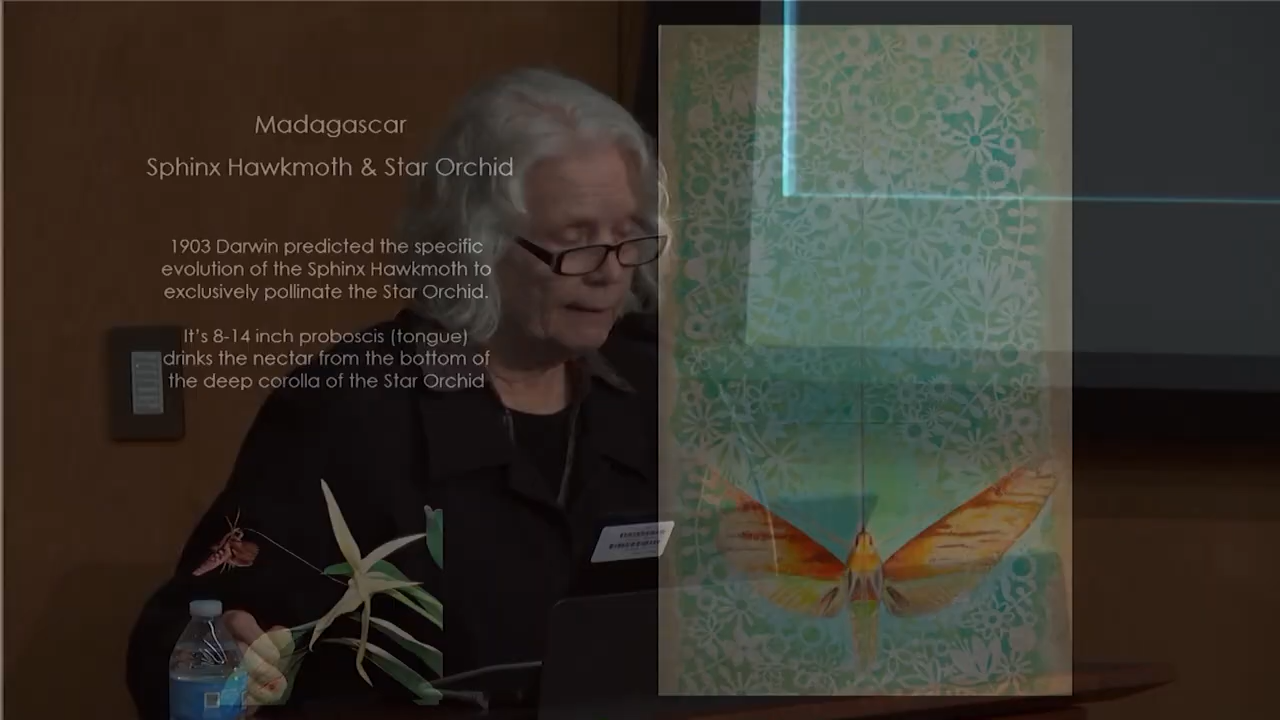 Madagascar
Sphinx Hawkmoth & Star Orchid
1903 Darwin predicted the specific
evolution of the Sphinx Hawkmoth to
exclusively pollinate the Star Orchid.
It's 8-14 inch proboscis (tongue)
drinks the nectar from the bottom of
the deep corolla of the Star Orchid